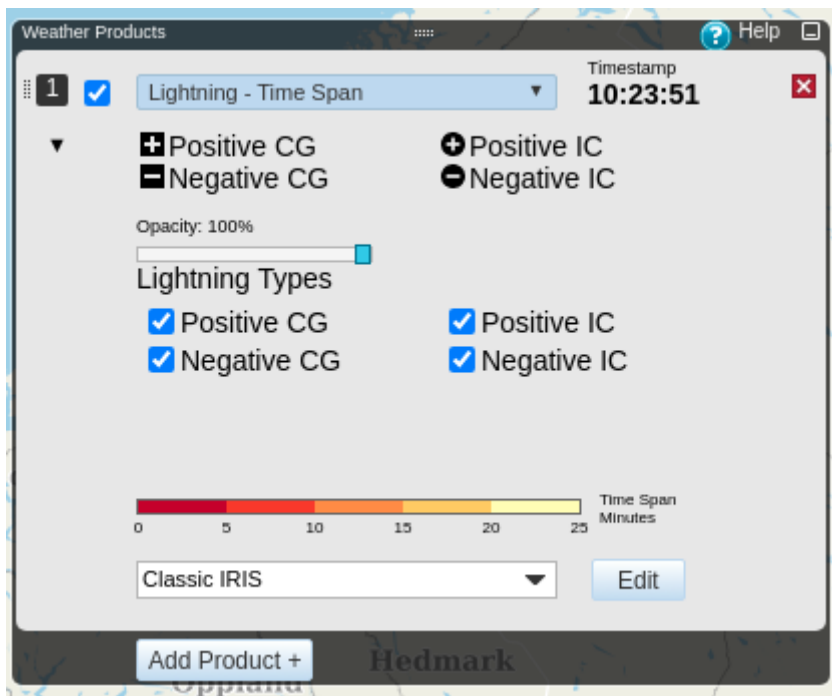 Weather Products
Help
1
Lightning - Time Span
Timestamp
10:23:51
Positive CG
Positive IC
Negative CG
Negative IC
Opacity: 100%
Lightning Types
Positive CG
Positive IC
Negative CG
Negative IC
Time Span
Minutes
0 5 10 15 20 25
Classic IRIS
Edit
Add Product +
Hedmark
Oppland